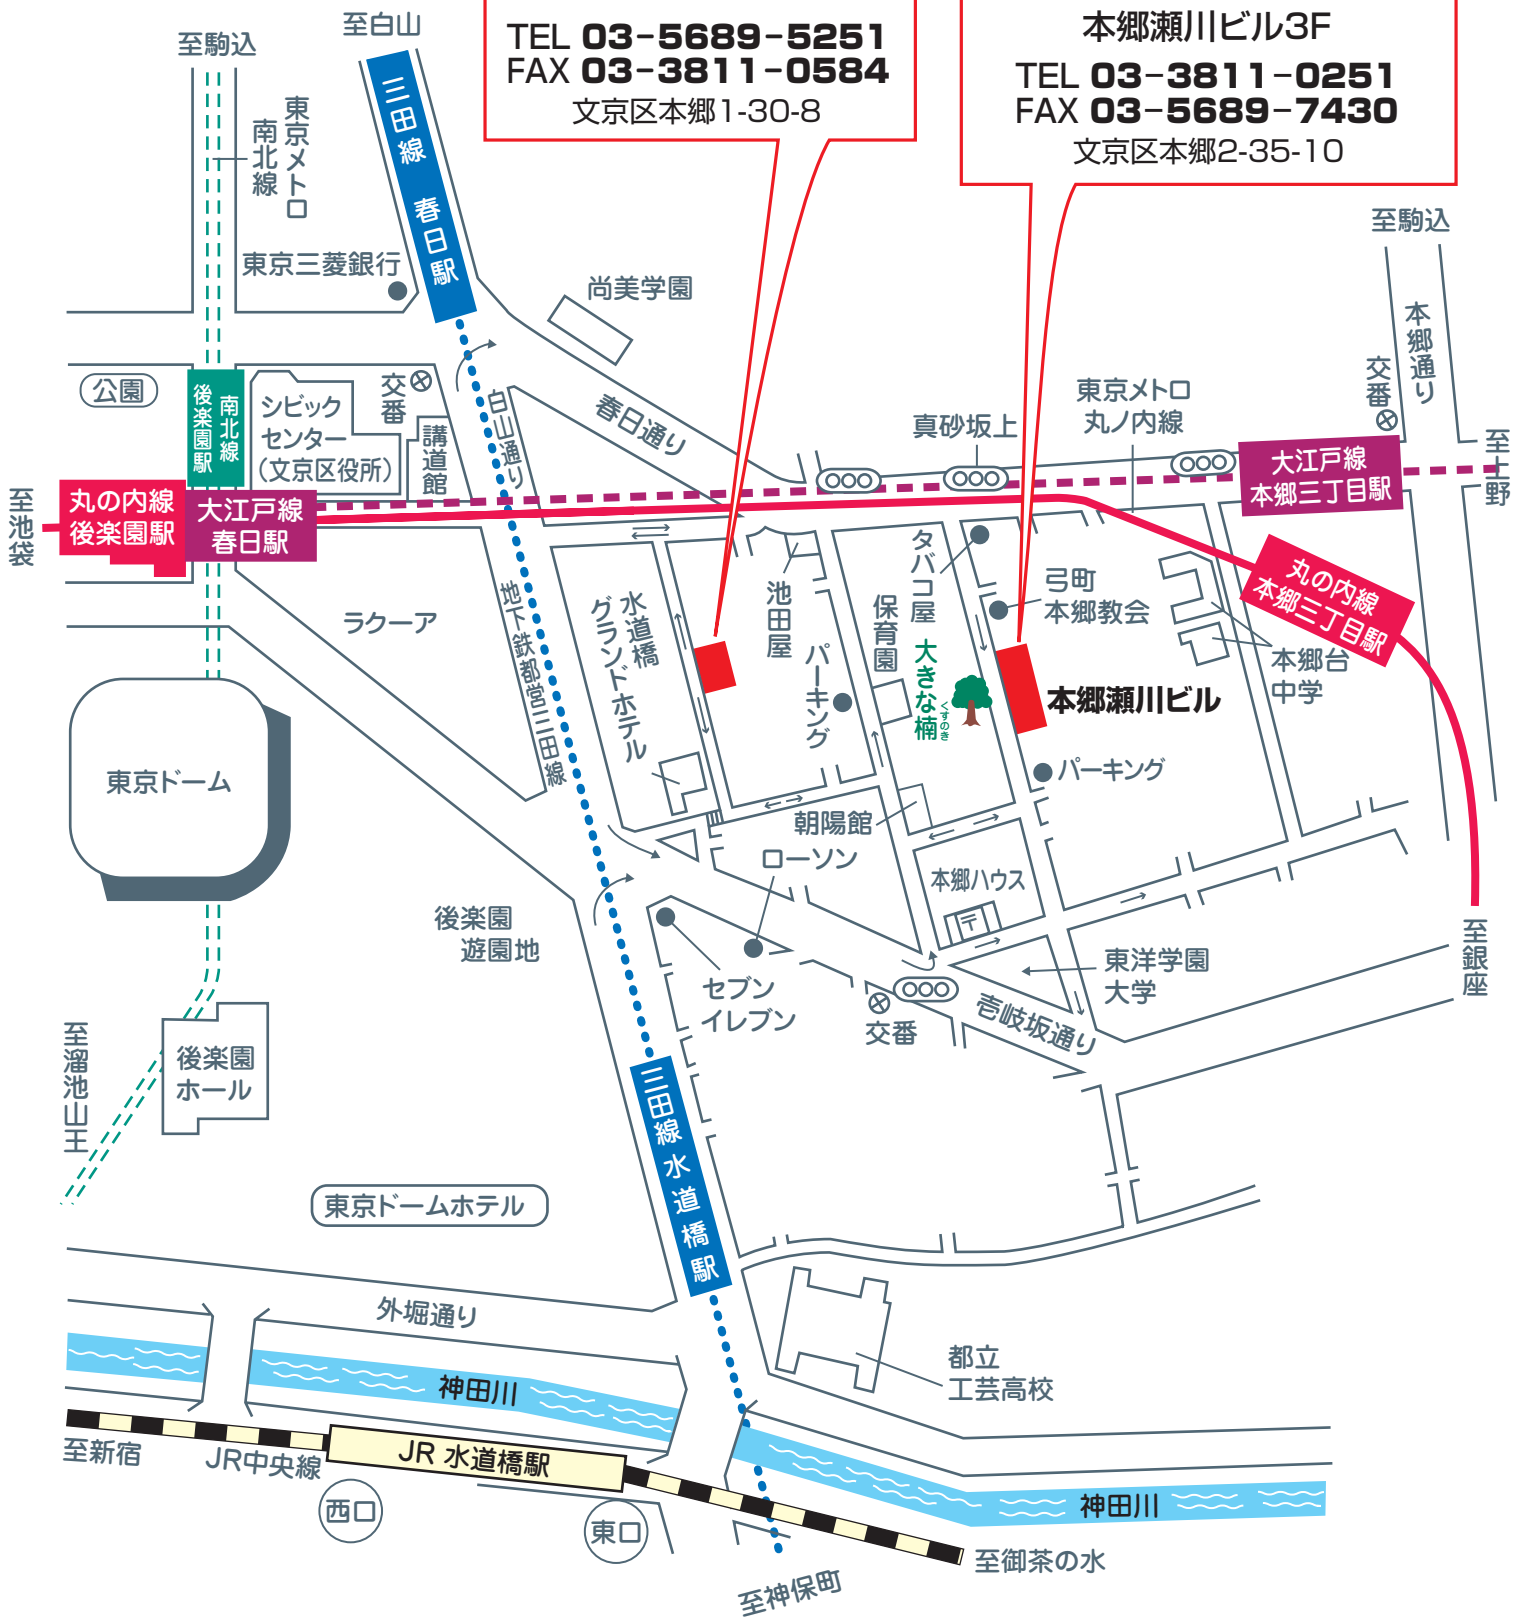 TEL 03-5689-5251
FAX 03-3811-0584
文京区本郷1-30-8
本郷瀬川ビル3F
TEL 03-3811-0251
FAX 03-5689-7430
文京区本郷2-35-10
至駒込
至白山
東京メトロ
南北線
三田線 春日駅
東京三菱銀行
尚美学園
至駒込
本郷通り
交番
公園
南北線
後楽園駅
シビック
センター
(文京区役所)
交番
講道館
白山通り
春日通り
真砂坂上
東京メトロ
丸ノ内線
大江戸線
本郷三丁目駅
至上野
至池袋
丸の内線
後楽園駅
大江戸線
春日駅
丸の内線
本郷三丁目駅
ラクーア
地下鉄都営三田線
水道橋
グランドホテル
池田屋
パーキング
保育園
タバコ屋
大きな楠
くすのき
弓町
本郷教会
本郷瀬川ビル
本郷台
中学
パーキング
東京ドーム
朝陽館
ローソン
本郷ハウス
〒
後楽園
遊園地
セブン
イレブン
交番
壱岐坂通り
東洋学園
大学
至銀座
至溜池山王
後楽園
ホール
三田線水道橋駅
東京ドームホテル
外堀通り
神田川
都立
工芸高校
至新宿
JR中央線
JR 水道橋駅
西口
東口
神田川
至御茶の水
至神保町